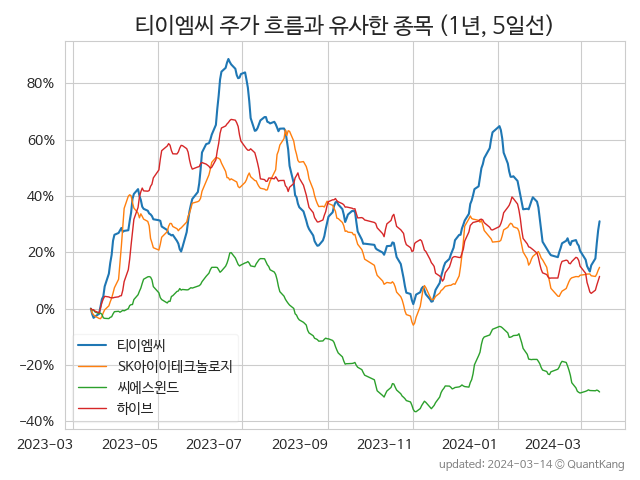 티이엠씨 주가 흐름과 유사한 종목 (1년, 5일선)
80%
60%
40%
20%
0%
−20%
−40%
티이엠씨
SK아이이테크놀로지
씨에스윈드
하이브
2023-03 2023-05 2023-07 2023-09 2023-11 2024-01 2024-03
updated: 2024-03-14 © QuantKang